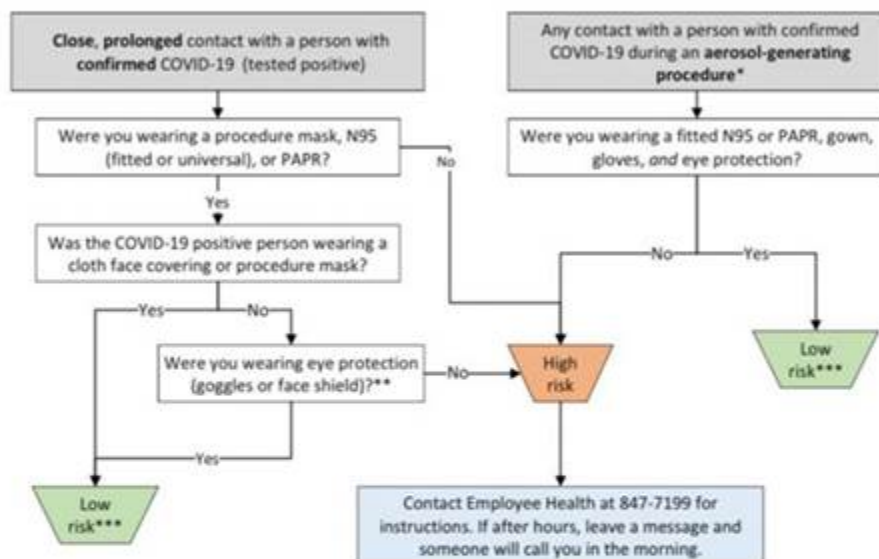 Close, prolonged contact with a person with
confirmed COVID-19 (tested positive)
Any contact with a person with confirmed
COVID-19 during an aerosol-generating
procedure*
Were you wearing a procedure mask, N95
(fitted or universal), or PAPR?
No
Were you wearing a fitted N95 or PAPR, gown,
gloves, and eye protection?
Yes
Was the COVID-19 positive person wearing a
cloth face covering or procedure mask?
No
Yes
Yes
No
Were you wearing eye protection
(goggles or face shield)?**
No
High
risk
Low
risk***
Yes
Low
risk***
Contact Employee Health at 847-7199 for
instructions. If after hours, leave a message and
someone will call you in the morning.